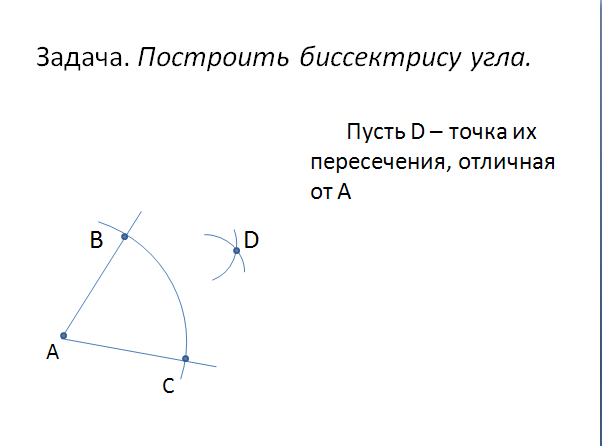 Задача. Построить биссектрису угла.
Пусть D – точка их
пересечения, отличная
от А
B
D
A
C